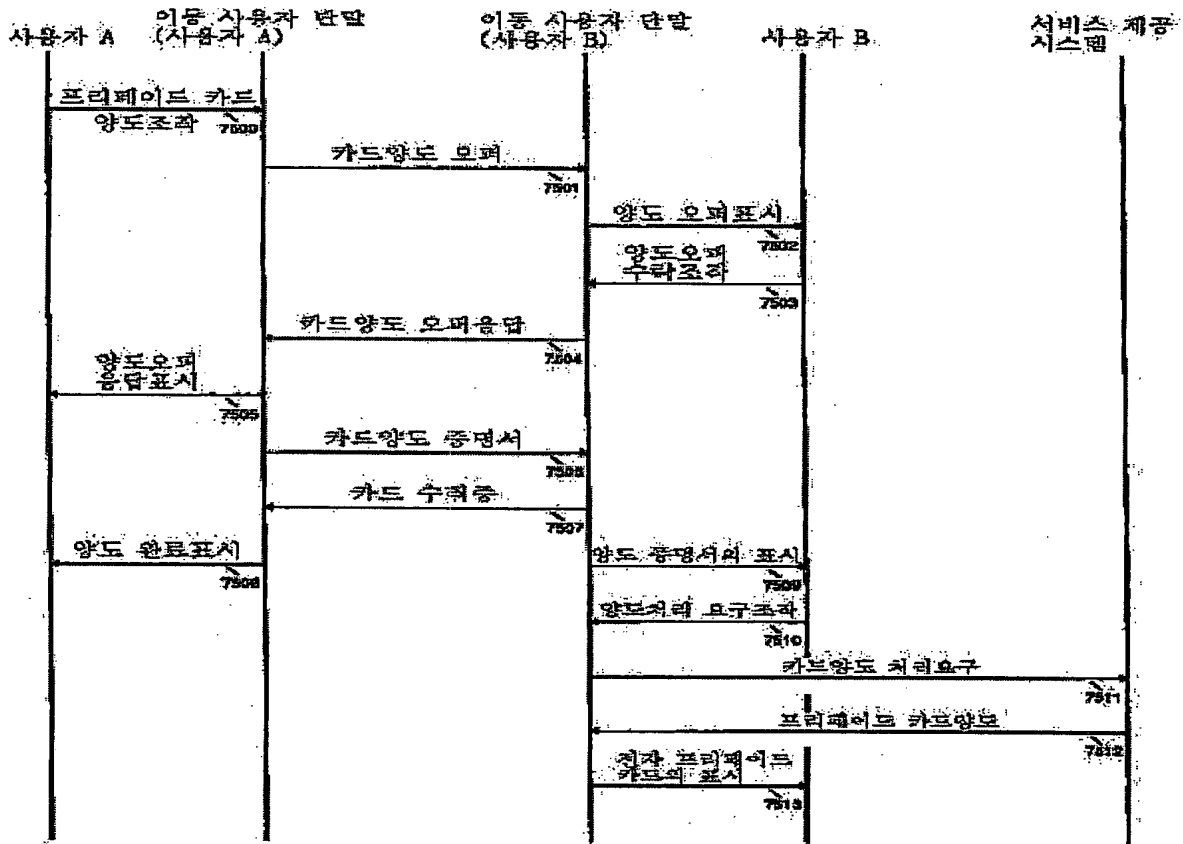 사용자 A
이동 사용자 단말
(사용자 A)
이동 사용자 단말
(사용자 B)
사용자 B
서비스 제공
시스템
프리페이드 카드
양도조작
7500
카드양도 오퍼
7501
양도 오퍼표시
7502
양도오퍼
수락조작
7503
카드양도 오퍼응답
7504
양도오퍼
응답표시
7505
카드양도 증명서
7506
카드 수취증
7507
양도 완료표시
7508
양도 증명서의 표시
7509
양도처리 요구조작
7510
카드양도 처리요구
7511
프리페이드 카드양도
7512
전자 프리페이드
카드의 표시
7513